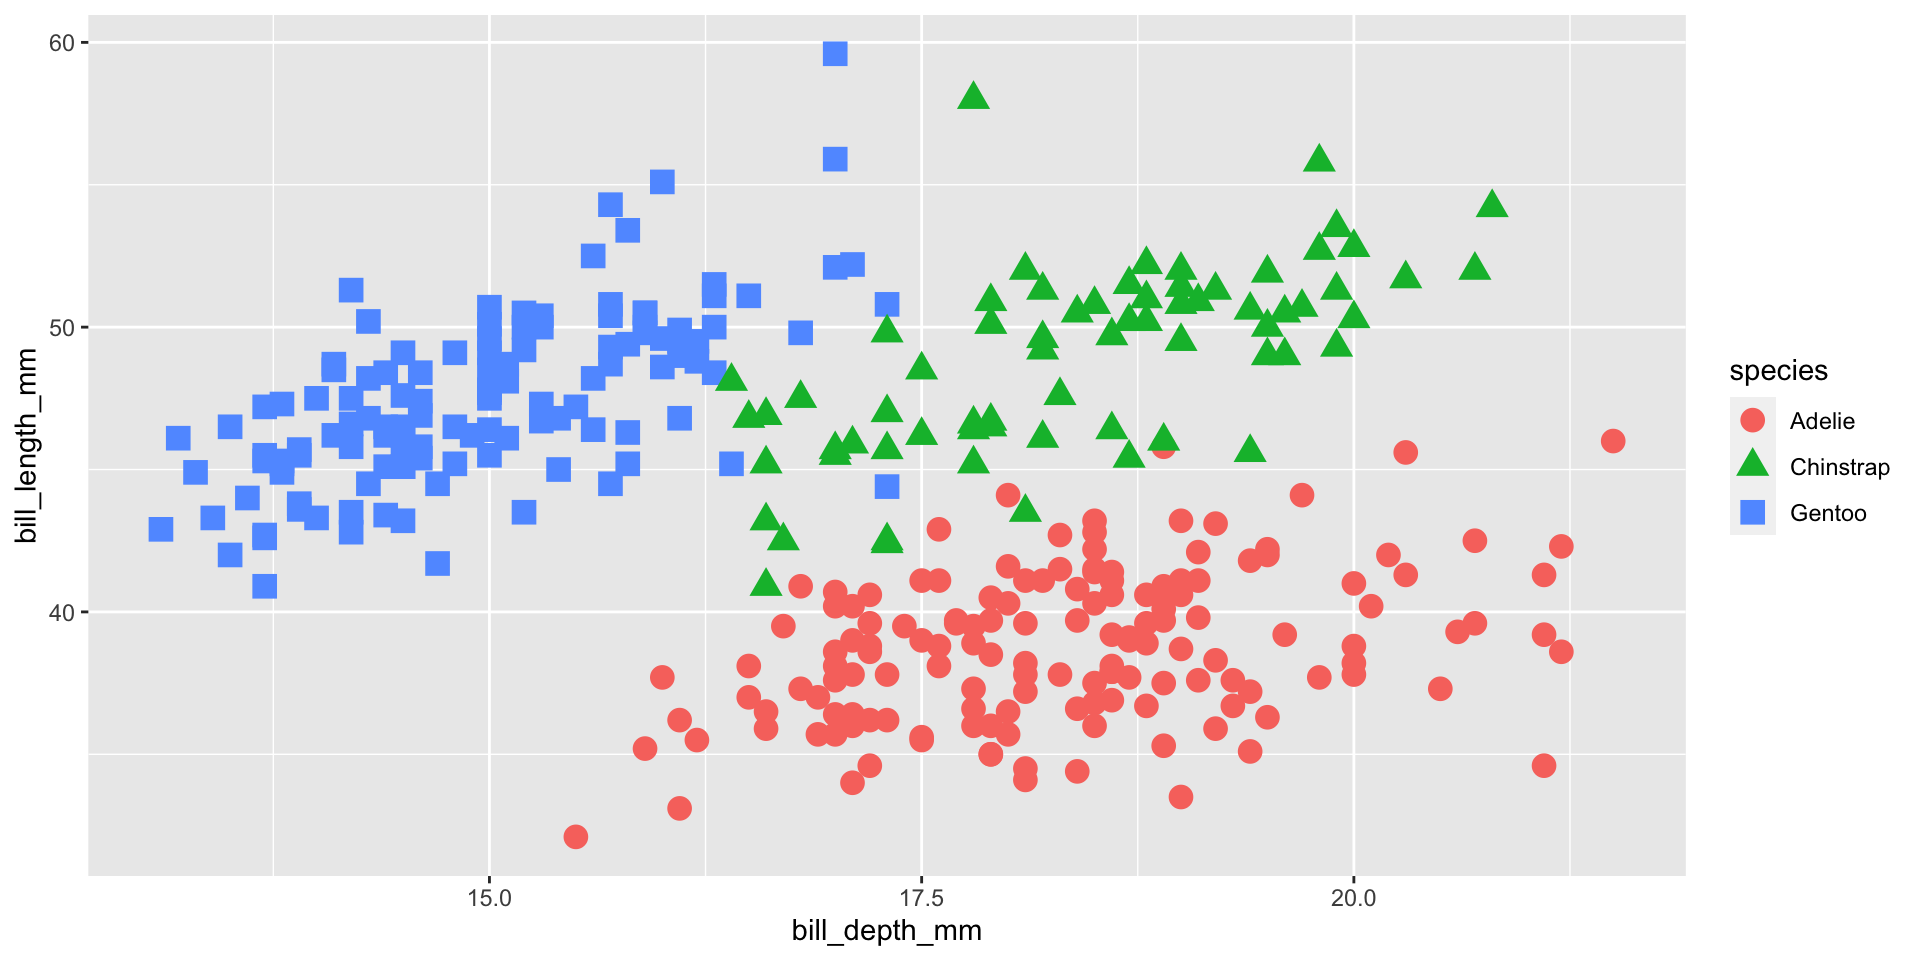 60
50
40
bill_length_mm
15.0 17.5 20.0
bill_depth_mm
species
Adelie
Chinstrap
Gentoo